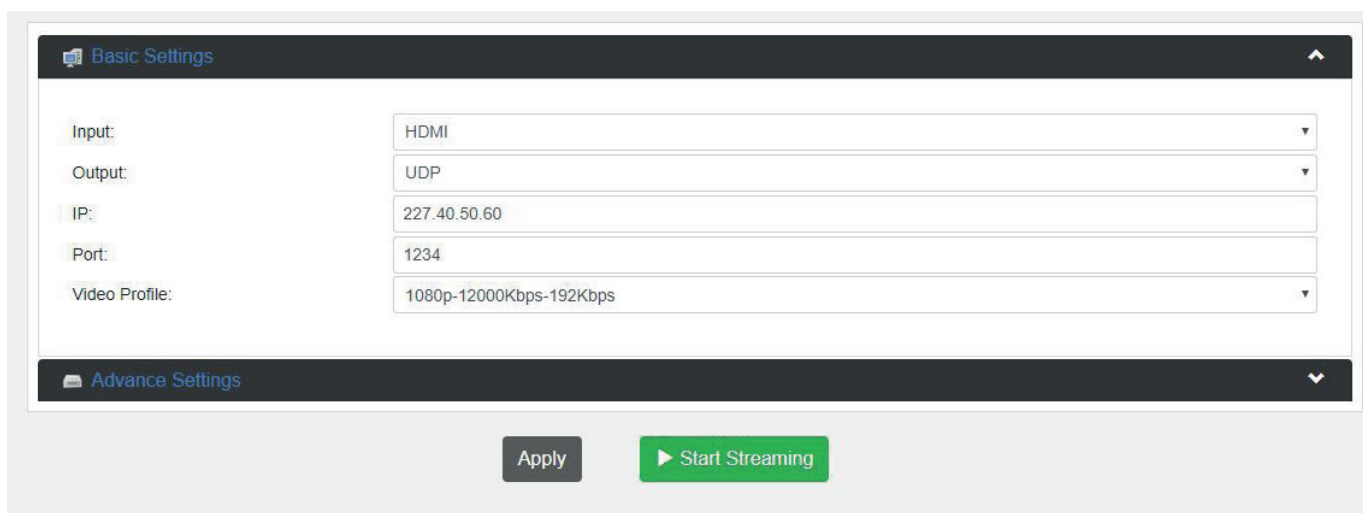 Basic Settings
Input: HDMI
Output: UDP
IP: 227.40.50.60
Port: 1234
Video Profile: 1080p-12000Kbps-192Kbps
Advance Settings
Apply Start Streaming